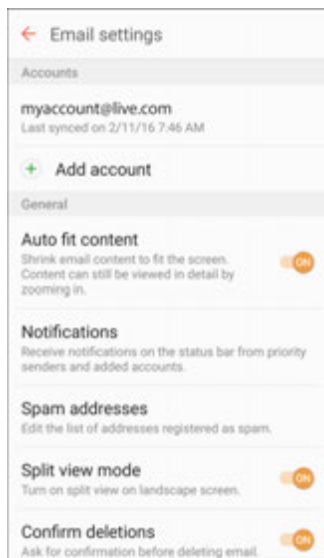 Email settings
Accounts
myaccount@live.com
Last synced on 2/11/16 7:46 AM
+ Add account
General
Auto fit content
Shrink email content to fit the screen.
Content can still be viewed in detail by
zooming in.
ON
Notifications
Receive notifications on the status bar from priority
senders and added accounts.
Spam addresses
Edit the list of addresses registered as spam.
Split view mode
Turn on split view on landscape screen.
ON
Confirm deletions
Ask for confirmation before deleting email.
ON